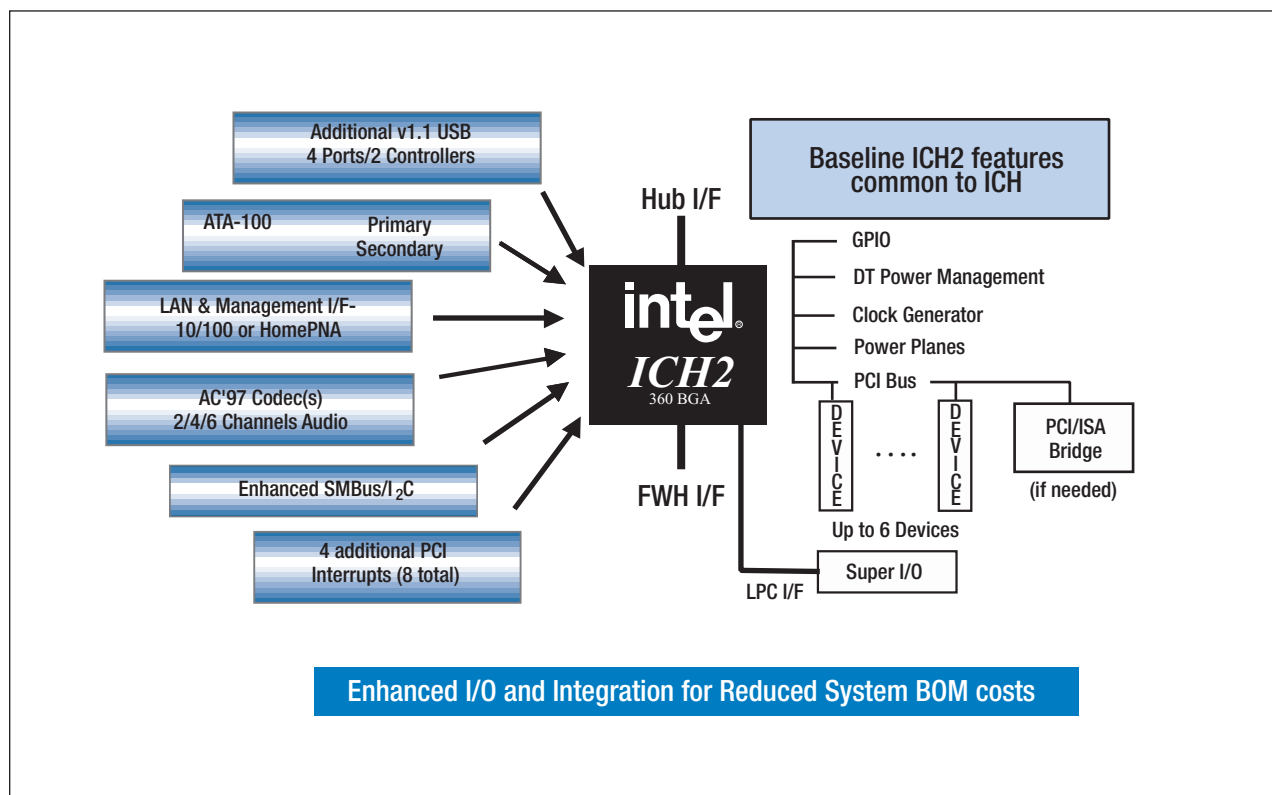 Additional v1.1 USB
4 Ports/2 Controllers
ATA-100 Primary
Secondary
LAN & Management I/F-
10/100 or HomePNA
AC'97 Codec(s)
2/4/6 Channels Audio
Enhanced SMBus/I2C
4 additional PCI
Interrupts (8 total)
Hub I/F
intel®
ICH2
360 BGA
FWH I/F
Baseline ICH2 features
common to ICH
GPIO
DT Power Management
Clock Generator
Power Planes
PCI Bus
DEVICE
....
DEVICE
PCI/ISA
Bridge
(if needed)
Up to 6 Devices
Super I/O
LPC I/F
Enhanced I/O and Integration for Reduced System BOM costs